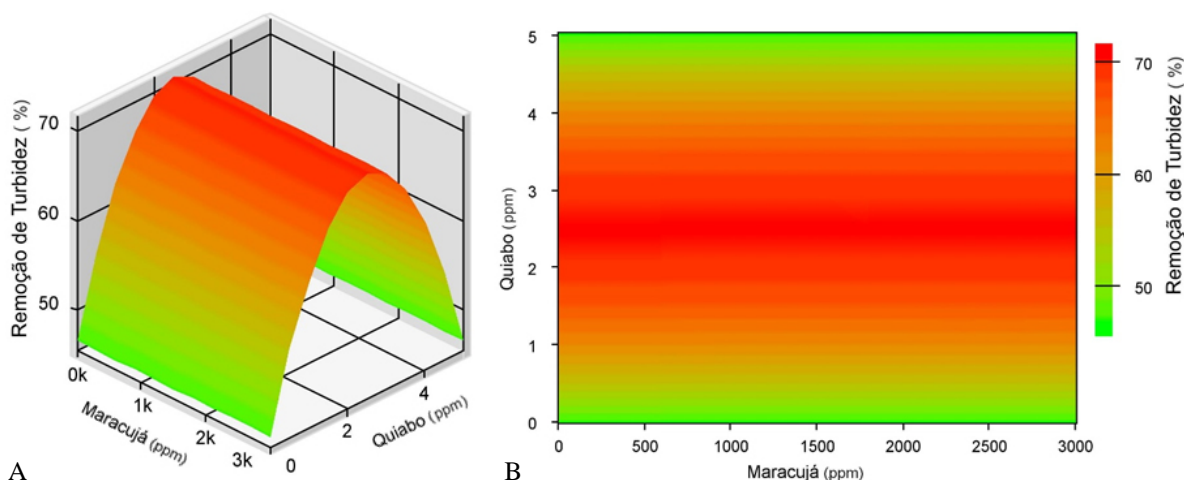 Remoção de Turbidez ( %)
70
60
50
0k
1k
2k
3k
Maracujá (ppm)
0
2
4
Quiabo (ppm)
A
Quiabo (ppm)
5
4
3
2
1
0
0
500
1000
1500
2000
2500
3000
Maracujá (ppm)
70
60
50
Remoção de Turbidez ( %)
B